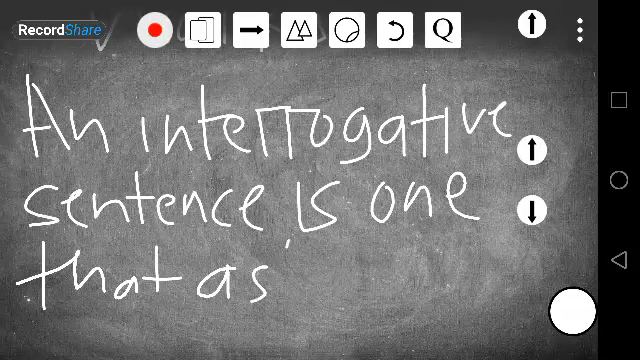 RecordShare
Q
An interrogative
sentence is one
that as